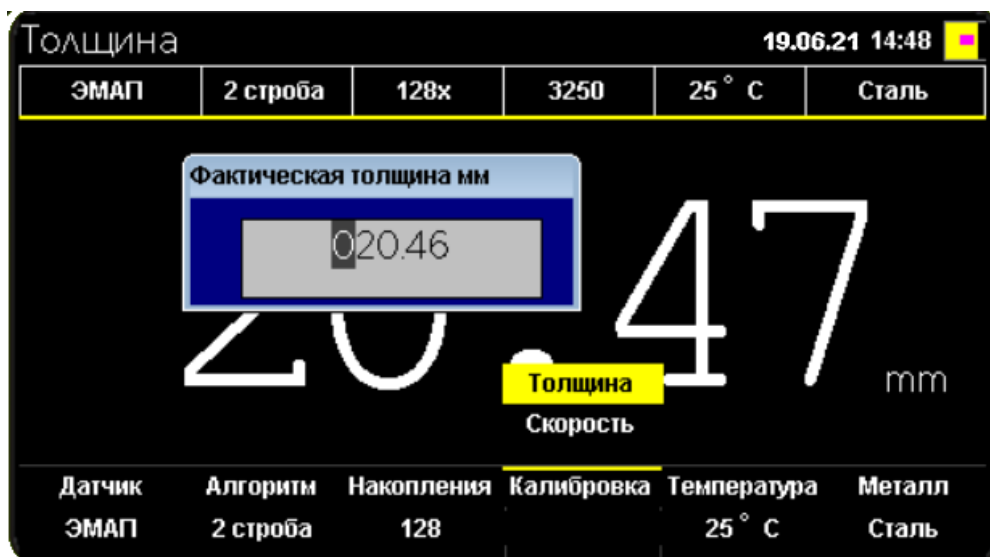 Толщина 19.06.21 14:48
ЭМАП 2 строба 128x 3250 25° C Сталь
Фактическая толщина мм
020.46
20.47 mm
Толщина
Скорость
Датчик Алгоритм Накопления Калибровка Температура Металл
ЭМАП 2 строба 128 25° C Сталь